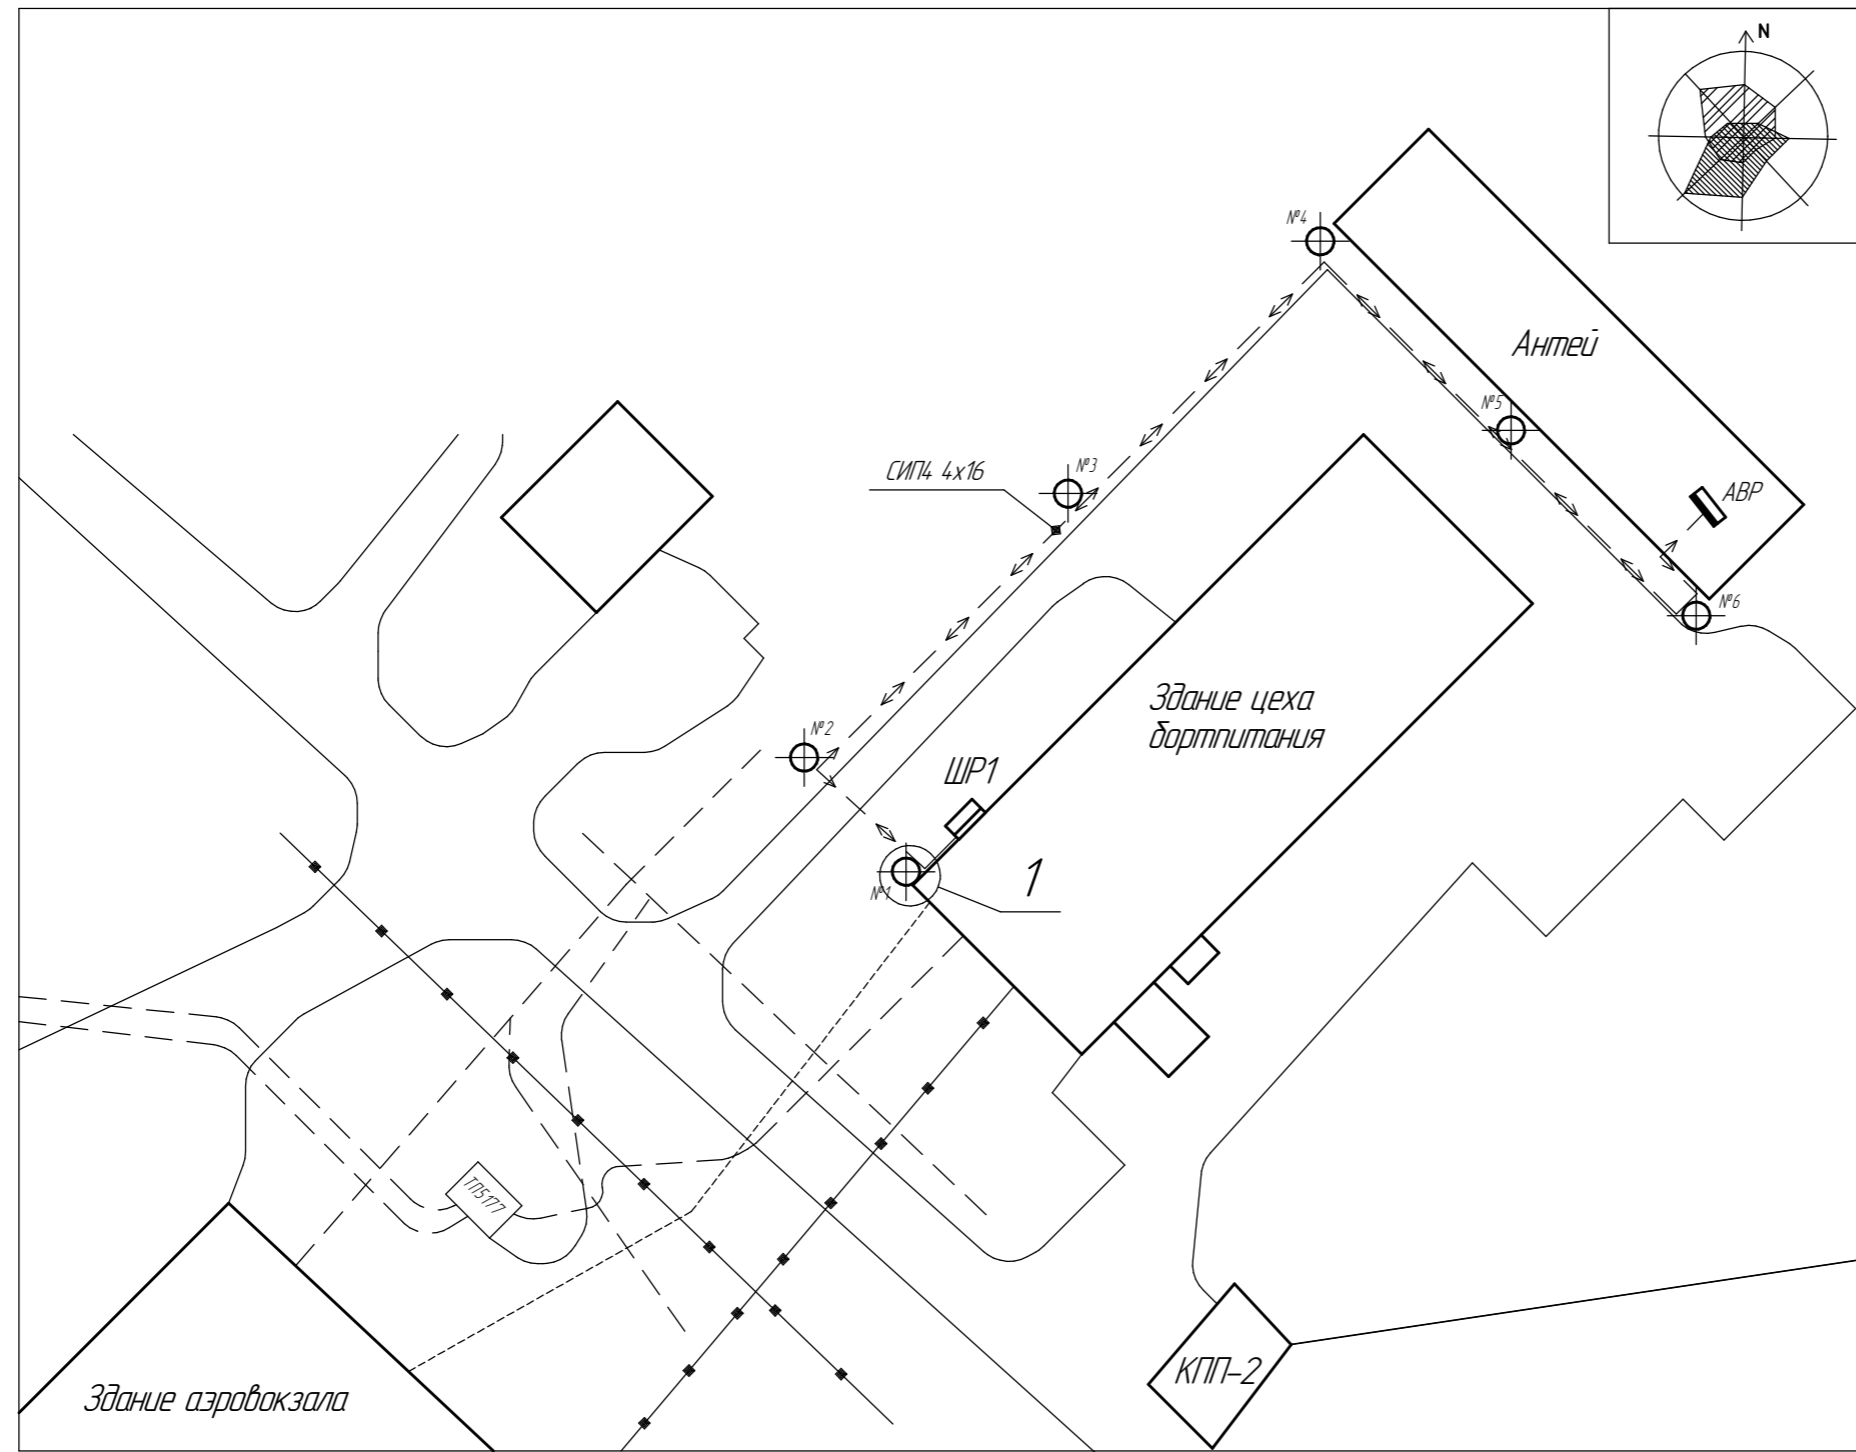 N
№4
Антей
№5
СИП4 4х16
№3
АВР
№6
Здание цеха
бортпитания
№2
ШР1
1
№1
ТП5177
КПП-2
Здание аэровокзала